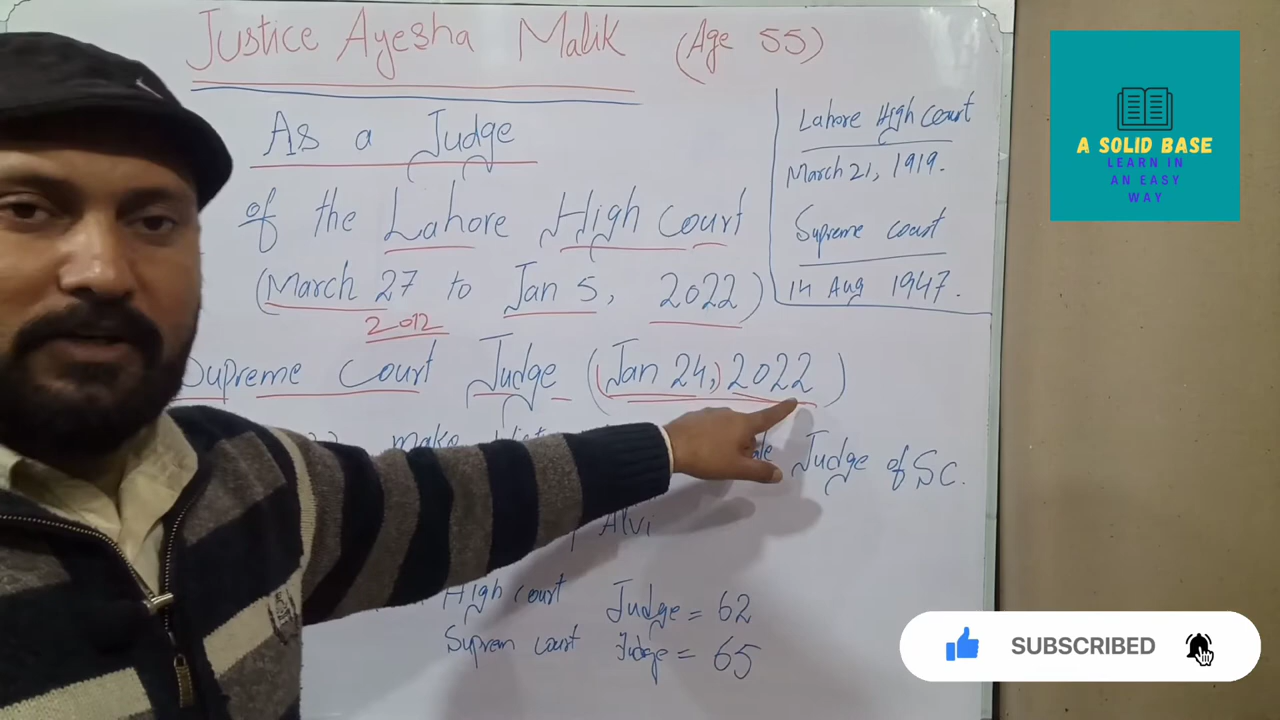 Justice Ayesha Malik (Age 55)
As a Judge
of the Lahore High Court
(March 27 to Jan 5, 2022)
2012
Supreme Court Judge (Jan 24, 2022)
make
Judge of SC.
Alvi
High court Judge = 62
Suprem court Judge = 65
Lahore High Court
March 21, 1919.
Supreme court
14 Aug 1947.
A SOLID BASE
LEARN IN
AN EASY
WAY
SUBSCRIBED